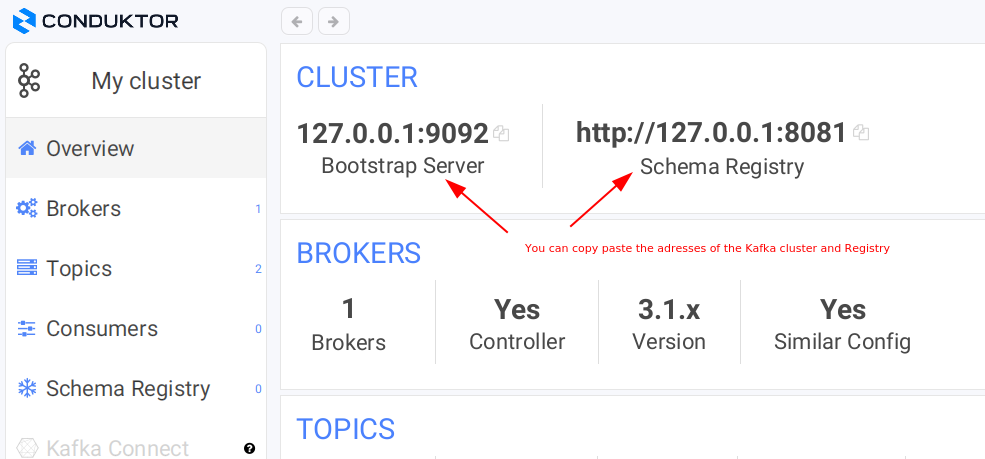 CONDUKTOR
My cluster
Overview
Brokers 1
Topics 2
Consumers 0
Schema Registry 0
Kafka Connect ?
CLUSTER
127.0.0.1:9092
Bootstrap Server
http://127.0.0.1:8081
Schema Registry
You can copy paste the adresses of the Kafka cluster and Registry
BROKERS
1
Brokers
Yes
Controller
3.1.x
Version
Yes
Similar Config
TOPICS